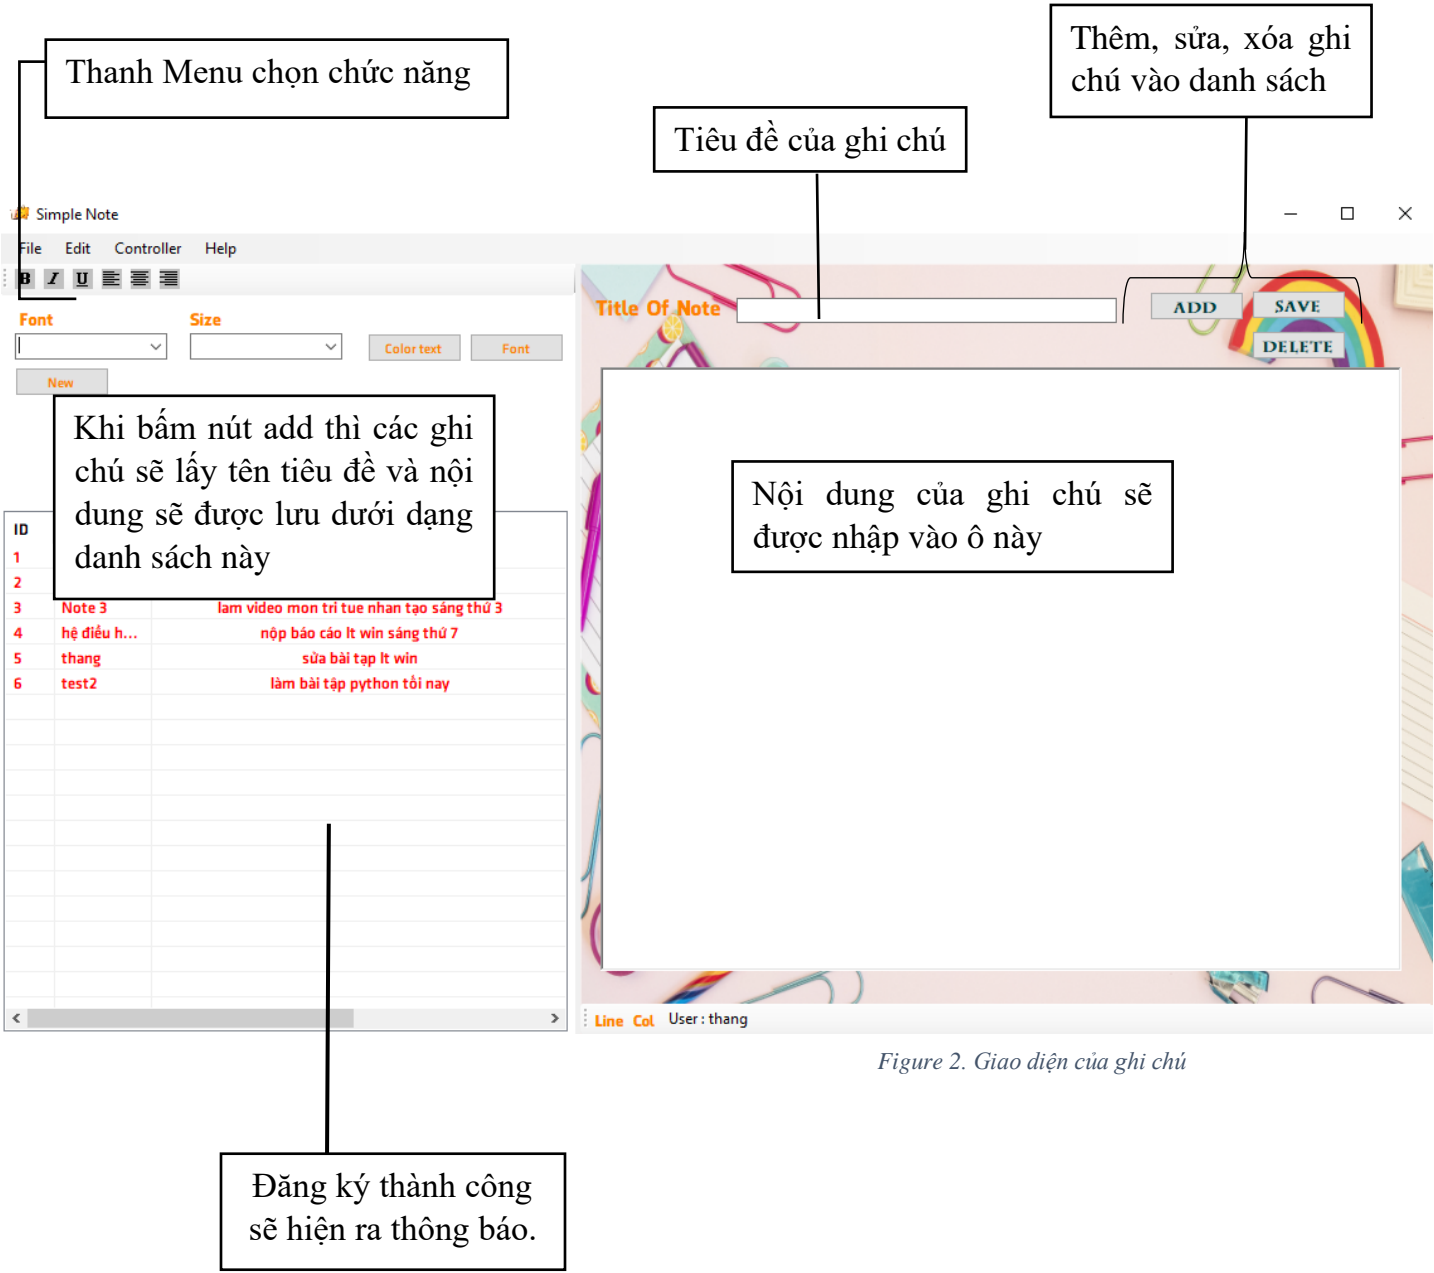 Thêm, sửa, xóa ghi
chú vào danh sách
Thanh Menu chọn chức năng
Tiêu đề của ghi chú
Simple Note
File Edit Controller Help
B I U
Title Of Note
ADD SAVE
DELETE
Font Size
Color text Font
New
Khi bấm nút add thì các ghi
chú sẽ lấy tên tiêu đề và nội
dung sẽ được lưu dưới dạng
danh sách này
Nội dung của ghi chú sẽ
được nhập vào ô này
ID
1
2
3 Note 3 lam video mon tri tue nhan tạo sáng thứ 3
4 hệ điều h... nộp báo cáo lt win sáng thứ 7
5 thang sửa bài tạp lt win
6 test2 làm bài tập python tối nay
Line Col User : thang
Figure 2. Giao diện của ghi chú
Đăng ký thành công
sẽ hiện ra thông báo.